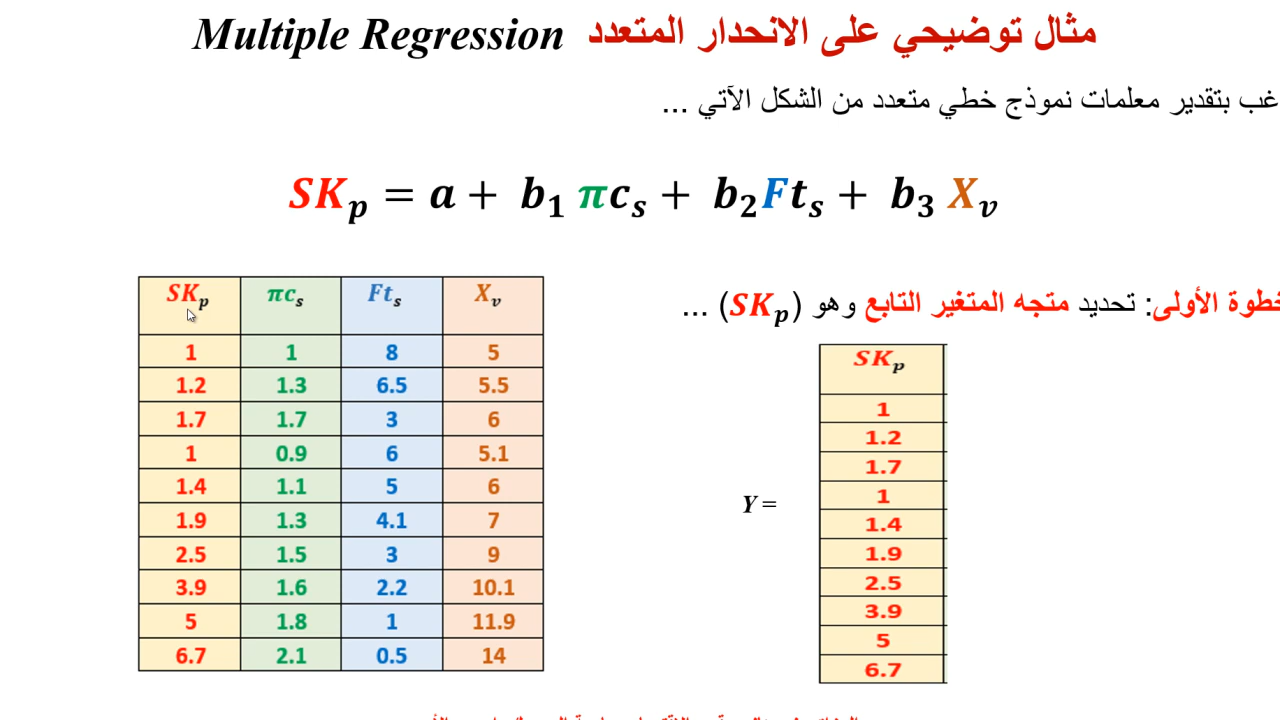 مثال توضيحي على الانحدار المتعدد Multiple Regression
بتقدير معلمات نموذج خطي متعدد من الشكل الآتي ...
SKp = a + b1 πcs + b2Fts + b3 Xv
SKp πcs Fts Xv
1 1 8 5
1.2 1.3 6.5 5.5
1.7 1.7 3 6
1 0.9 6 5.1
1.4 1.1 5 6
1.9 1.3 4.1 7
2.5 1.5 3 9
3.9 1.6 2.2 10.1
5 1.8 1 11.9
6.7 2.1 0.5 14
الأولى: تحديد متجه المتغير التابع وهو (SKp) ...
Y =
SKp
1
1.2
1.7
1
1.4
1.9
2.5
3.9
5
6.7